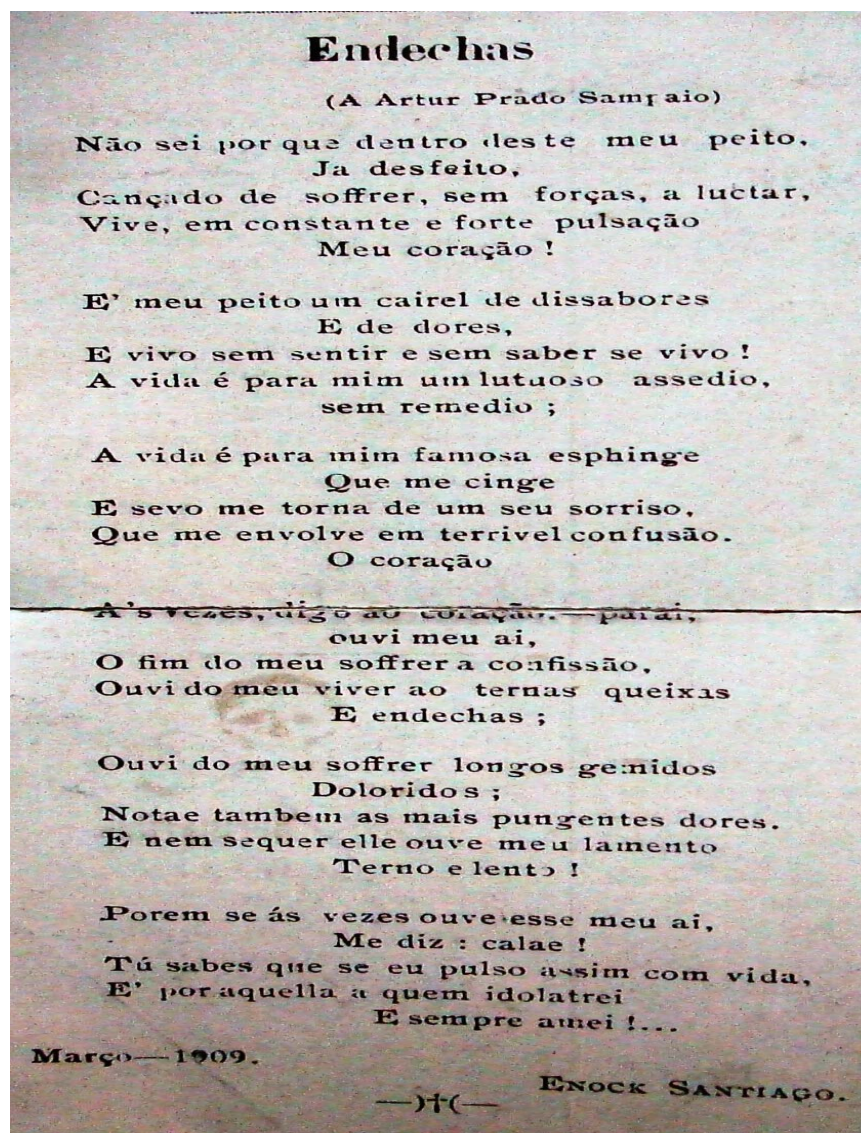 Endechas
(A Artur Prado Sampaio)
Não sei por que dentro deste meu peito,
Ja desfeito,
Cançado de soffrer, sem forças, a luctar,
Vive, em constante e forte pulsação
Meu coração !
E' meu peito um cairel de dissabores
E de dores,
E vivo sem sentir e sem saber se vivo !
A vida é para mim um lutuoso assedio,
sem remedio ;
A vida é para mim famosa esphinge
Que me cinge
E sevo me torna de um seu sorriso,
Que me envolve em terrivel confusão.
O coração
A's vezes, digo ao coração.—parai,
ouvi meu ai,
O fim do meu soffrer a confissão,
Ouvi do meu viver ao ternas queixas
E endechas ;
Ouvi do meu soffrer longos gemidos
Doloridos ;
Notae tambem as mais pungentes dores.
E nem sequer elle ouve meu lamento
Terno e lento !
Porem se ás vezes ouve esse meu ai,
Me diz : calae !
Tú sabes que se eu pulso assim com vida,
E' por aquella a quem idolatrei
E sempre amei !...
Março—1909.
Enock Santiago.
—)†(—